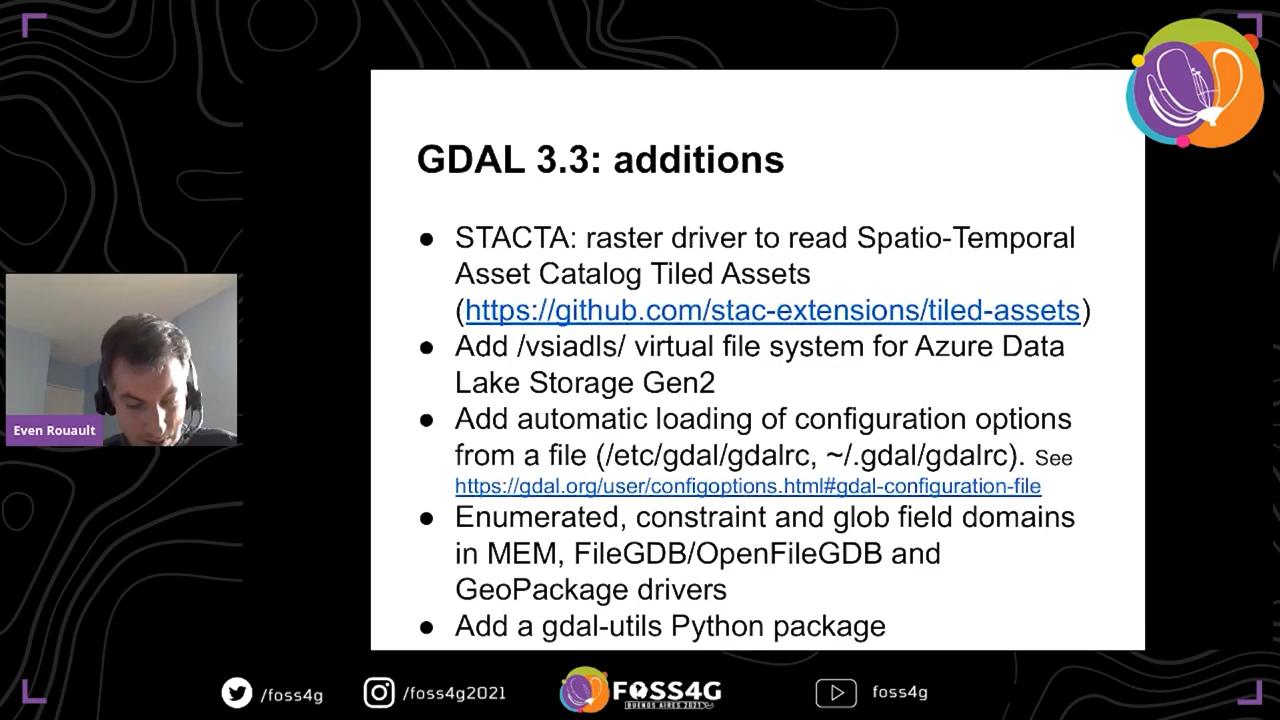 GDAL 3.3: additions
● STACTA: raster driver to read Spatio-Temporal
Asset Catalog Tiled Assets
(https://github.com/stac-extensions/tiled-assets)
● Add /vsiadls/ virtual file system for Azure Data
Lake Storage Gen2
● Add automatic loading of configuration options
from a file (/etc/gdal/gdalrc, ~/.gdal/gdalrc). See
https://gdal.org/user/configoptions.html#gdal-configuration-file
● Enumerated, constraint and glob field domains
in MEM, FileGDB/OpenFileGDB and
GeoPackage drivers
● Add a gdal-utils Python package
Even Rouault
/foss4g
/foss4g2021
FOSS4G
BUENOS AIRES 2021
foss4g